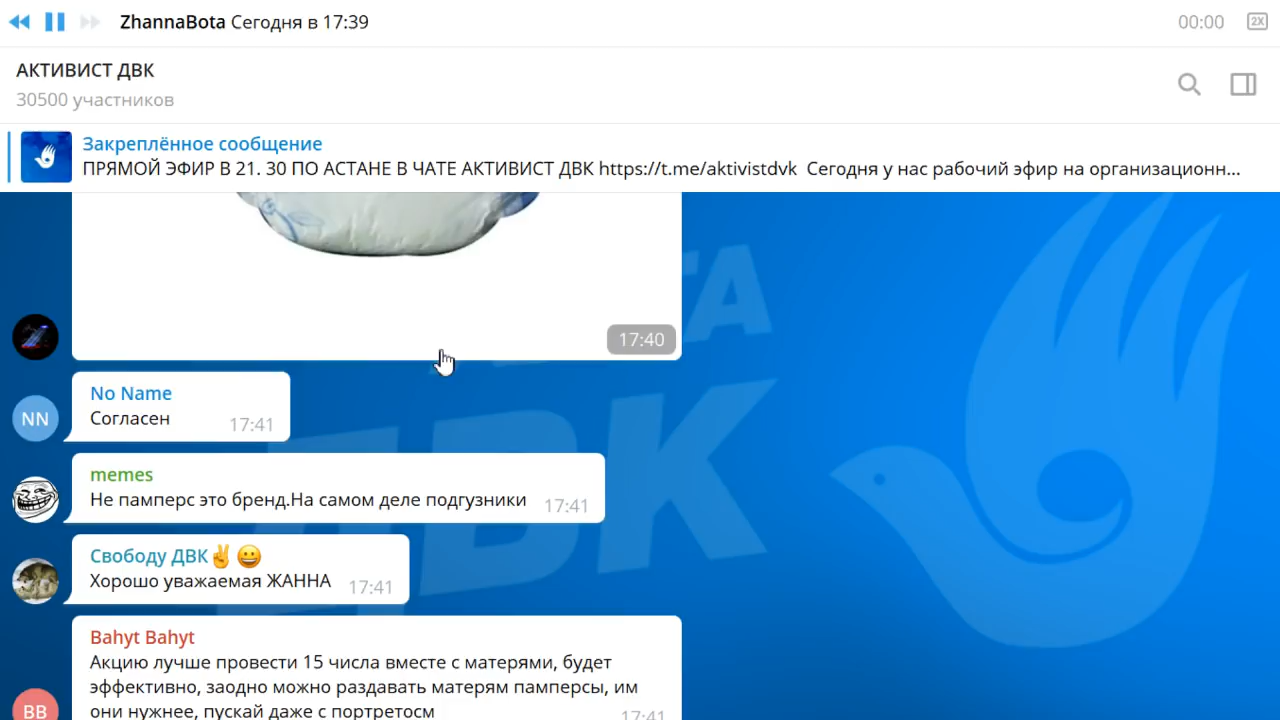 ZhannaBota Сегодня в 17:39
00:00
2X
АКТИВИСТ ДВК
30500 участников
Закреплённое сообщение
ПРЯМОЙ ЭФИР В 21. 30 ПО АСТАНЕ В ЧАТЕ АКТИВИСТ ДВК https://t.me/aktivistdvk Сегодня у нас рабочий эфир на организационн...
17:40
ДВК
No Name
NN
Согласен
17:41
memes
Не памперс это бренд.На самом деле подгузники
17:41
Свободу ДВК✌😀
Хорошо уважаемая ЖАННА
17:41
Bahyt Bahyt
Акцию лучше провести 15 числа вместе с матерями, будет
эффективно, заодно можно раздавать матерям памперсы, им
BB
они нужнее, пускай даже с портретосм
17:41